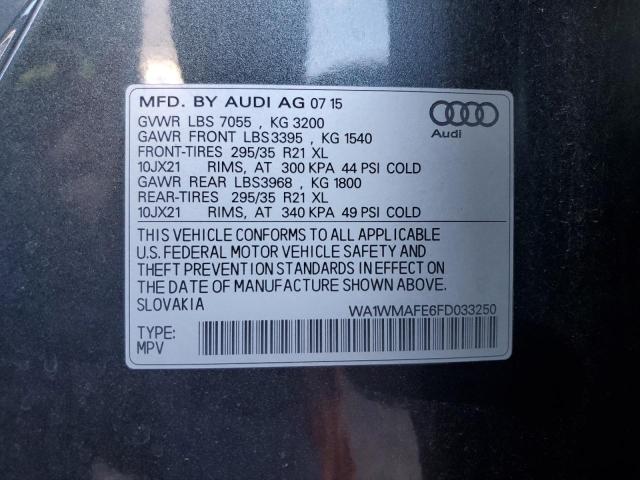 MFD. BY AUDI AG 07 15
GVWR LBS 7055 , KG 3200
GAWR FRONT LBS3395 , KG 1540
FRONT-TIRES 295/35 R21 XL
10JX21 RIMS, AT 300 KPA 44 PSI COLD
GAWR REAR LBS3968 , KG 1800
REAR-TIRES 295/35 R21 XL
10JX21 RIMS, AT 340 KPA 49 PSI COLD
Audi
THIS VEHICLE CONFORMS TO ALL APPLICABLE
U.S. FEDERAL MOTOR VEHICLE SAFETY AND
THEFT PREVENTION STANDARDS IN EFFECT ON
THE DATE OF MANUFACTURE SHOWN ABOVE.
SLOVAKIA
WA1WMAFE6FD033250
TYPE:
MPV